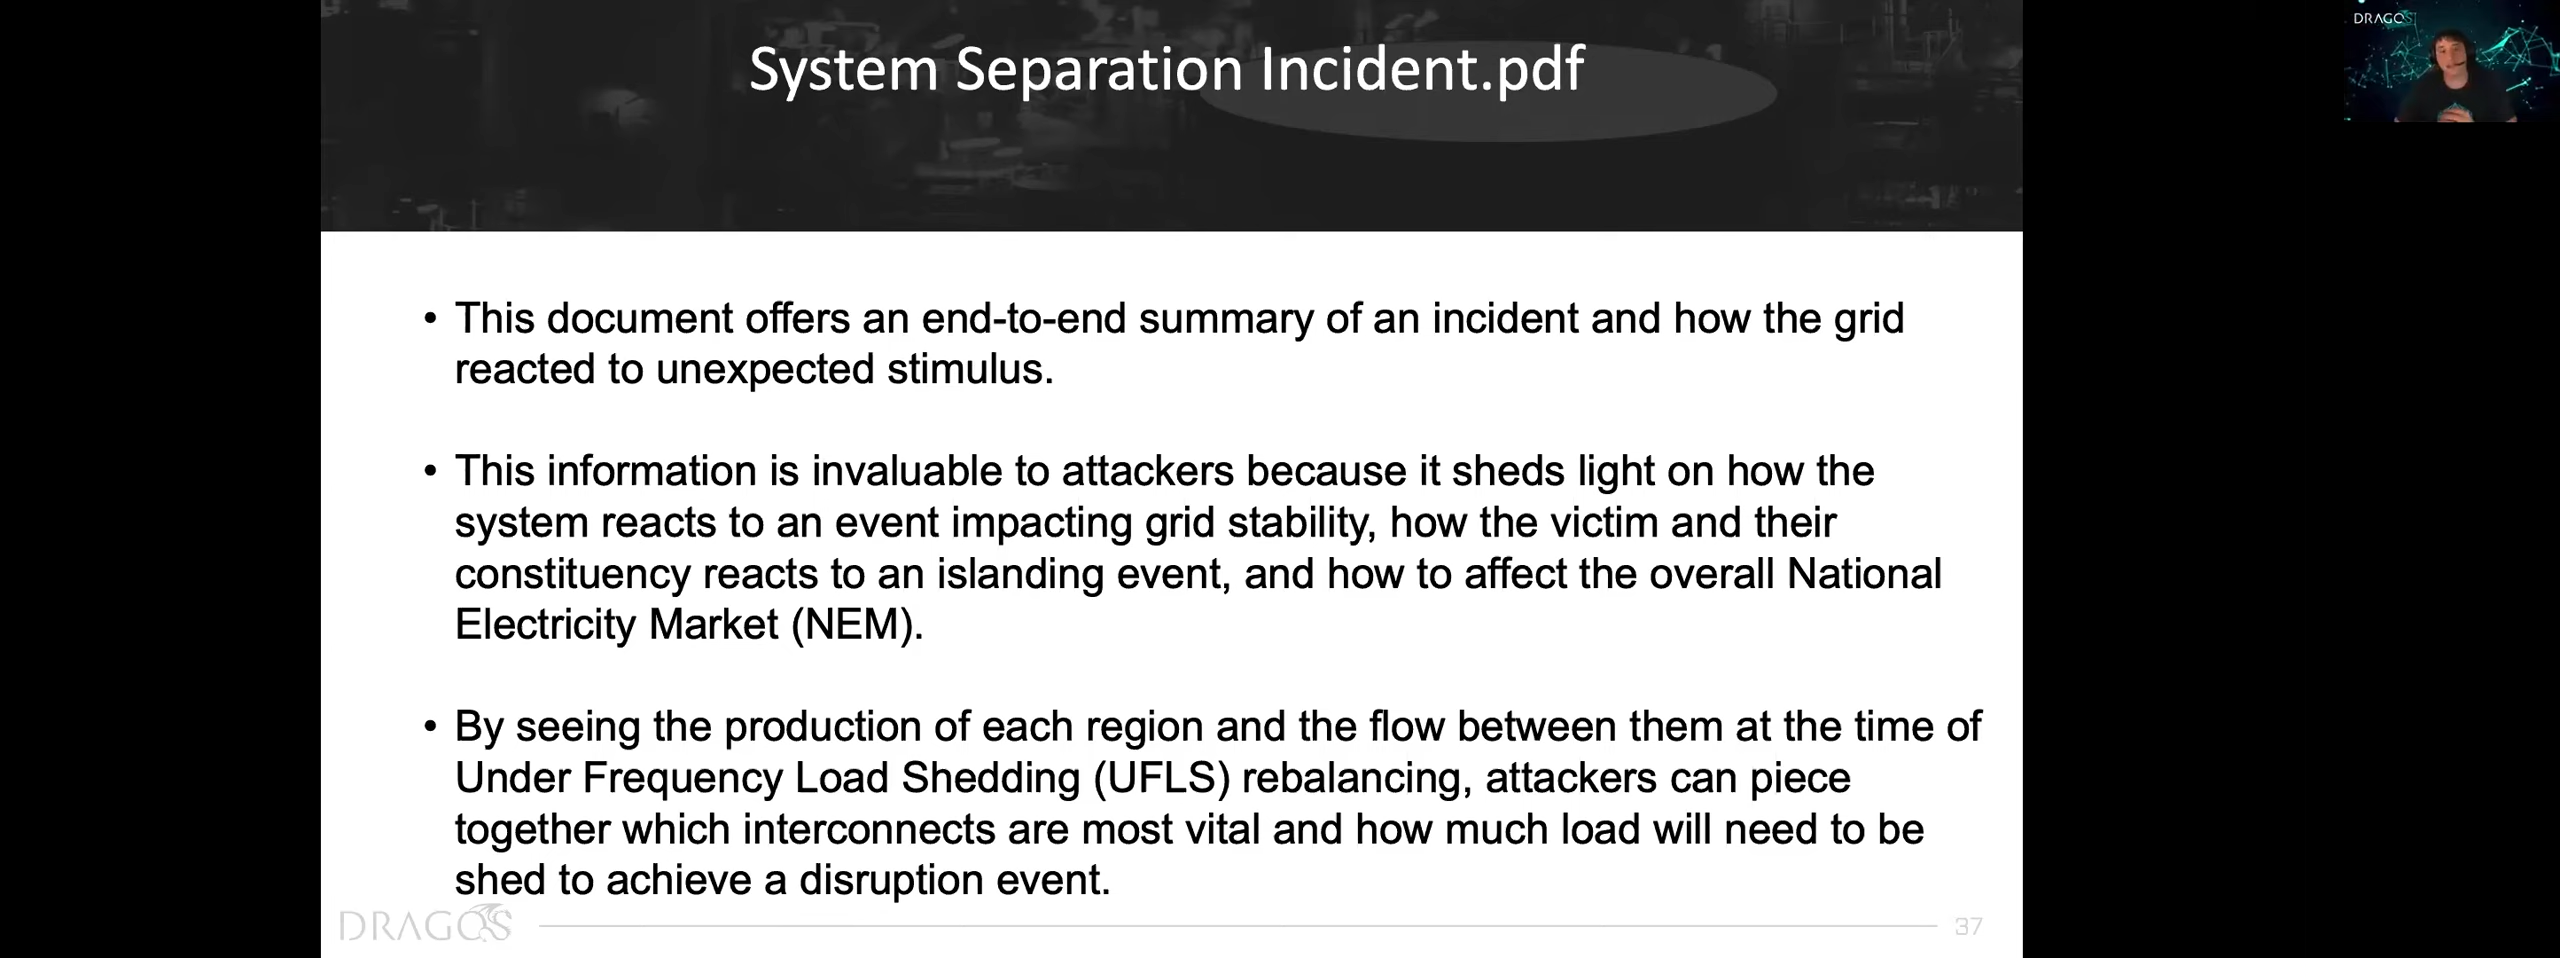 System Separation Incident.pdf
DRAGOS
• This document offers an end-to-end summary of an incident and how the grid
reacted to unexpected stimulus.
• This information is invaluable to attackers because it sheds light on how the
system reacts to an event impacting grid stability, how the victim and their
constituency reacts to an islanding event, and how to affect the overall National
Electricity Market (NEM).
• By seeing the production of each region and the flow between them at the time of
Under Frequency Load Shedding (UFLS) rebalancing, attackers can piece
together which interconnects are most vital and how much load will need to be
shed to achieve a disruption event.
DRAGOS
37